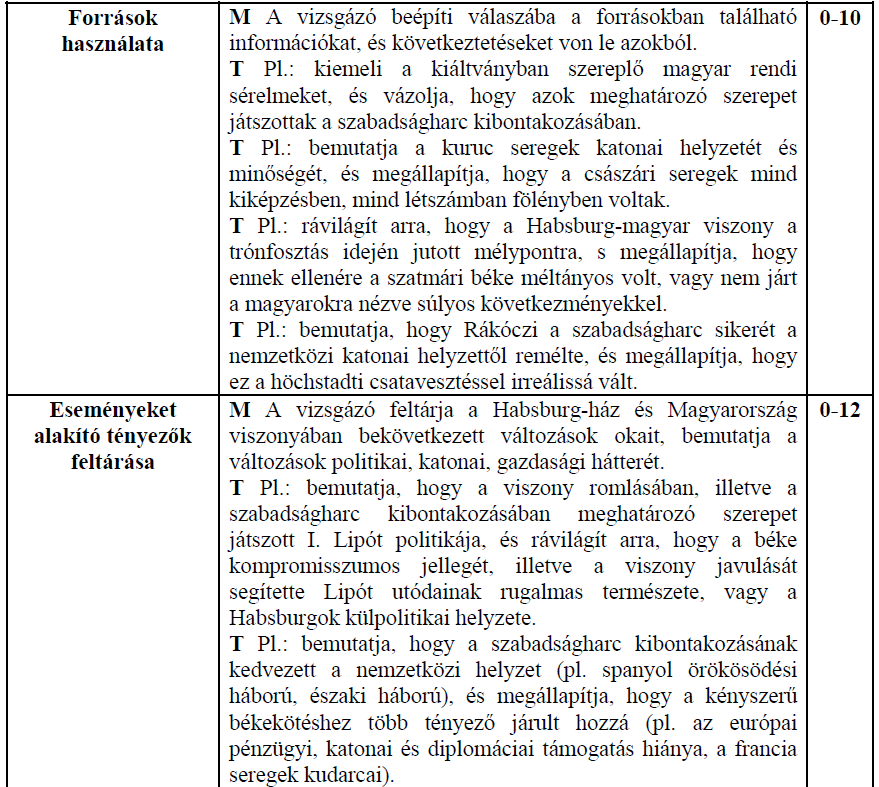 Források
használata
M A vizsgázó beépíti válaszába a forrásokban található
információkat, és következtetéseket von le azokból.
T Pl.: kiemeli a kiáltványban szereplő magyar rendi
sérelmeket, és vázolja, hogy azok meghatározó szerepet
játszottak a szabadságharc kibontakozásában.
T Pl.: bemutatja a kuruc seregek katonai helyzetét és
minőségét, és megállapítja, hogy a császári seregek mind
kiképzésben, mind létszámban fölényben voltak.
T Pl.: rávilágít arra, hogy a Habsburg-magyar viszony a
trónfosztás idején jutott mélypontra, s megállapítja, hogy
ennek ellenére a szatmári béke méltányos volt, vagy nem járt
a magyarokra nézve súlyos következményekkel.
T Pl.: bemutatja, hogy Rákóczi a szabadságharc sikerét a
nemzetközi katonai helyzettől remélte, és megállapítja, hogy
ez a höchstadti csatavesztéssel irreálissá vált.
0-10
Eseményeket
alakító tényezők
feltárása
M A vizsgázó feltárja a Habsburg-ház és Magyarország
viszonyában bekövetkezett változások okait, bemutatja a
változások politikai, katonai, gazdasági hátterét.
T Pl.: bemutatja, hogy a viszony romlásában, illetve a
szabadságharc kibontakozásában meghatározó szerepet
játszott I. Lipót politikája, és rávilágít arra, hogy a béke
kompromisszumos jellegét, illetve a viszony javulását
segítette Lipót utódainak rugalmas természete, vagy a
Habsburgok külpolitikai helyzete.
T Pl.: bemutatja, hogy a szabadságharc kibontakozásának
kedvezett a nemzetközi helyzet (pl. spanyol örökösödési
háború, északi háború), és megállapítja, hogy a kényszerű
békekötéshez több tényező járult hozzá (pl. az európai
pénzügyi, katonai és diplomáciai támogatás hiánya, a francia
seregek kudarcai).
0-12